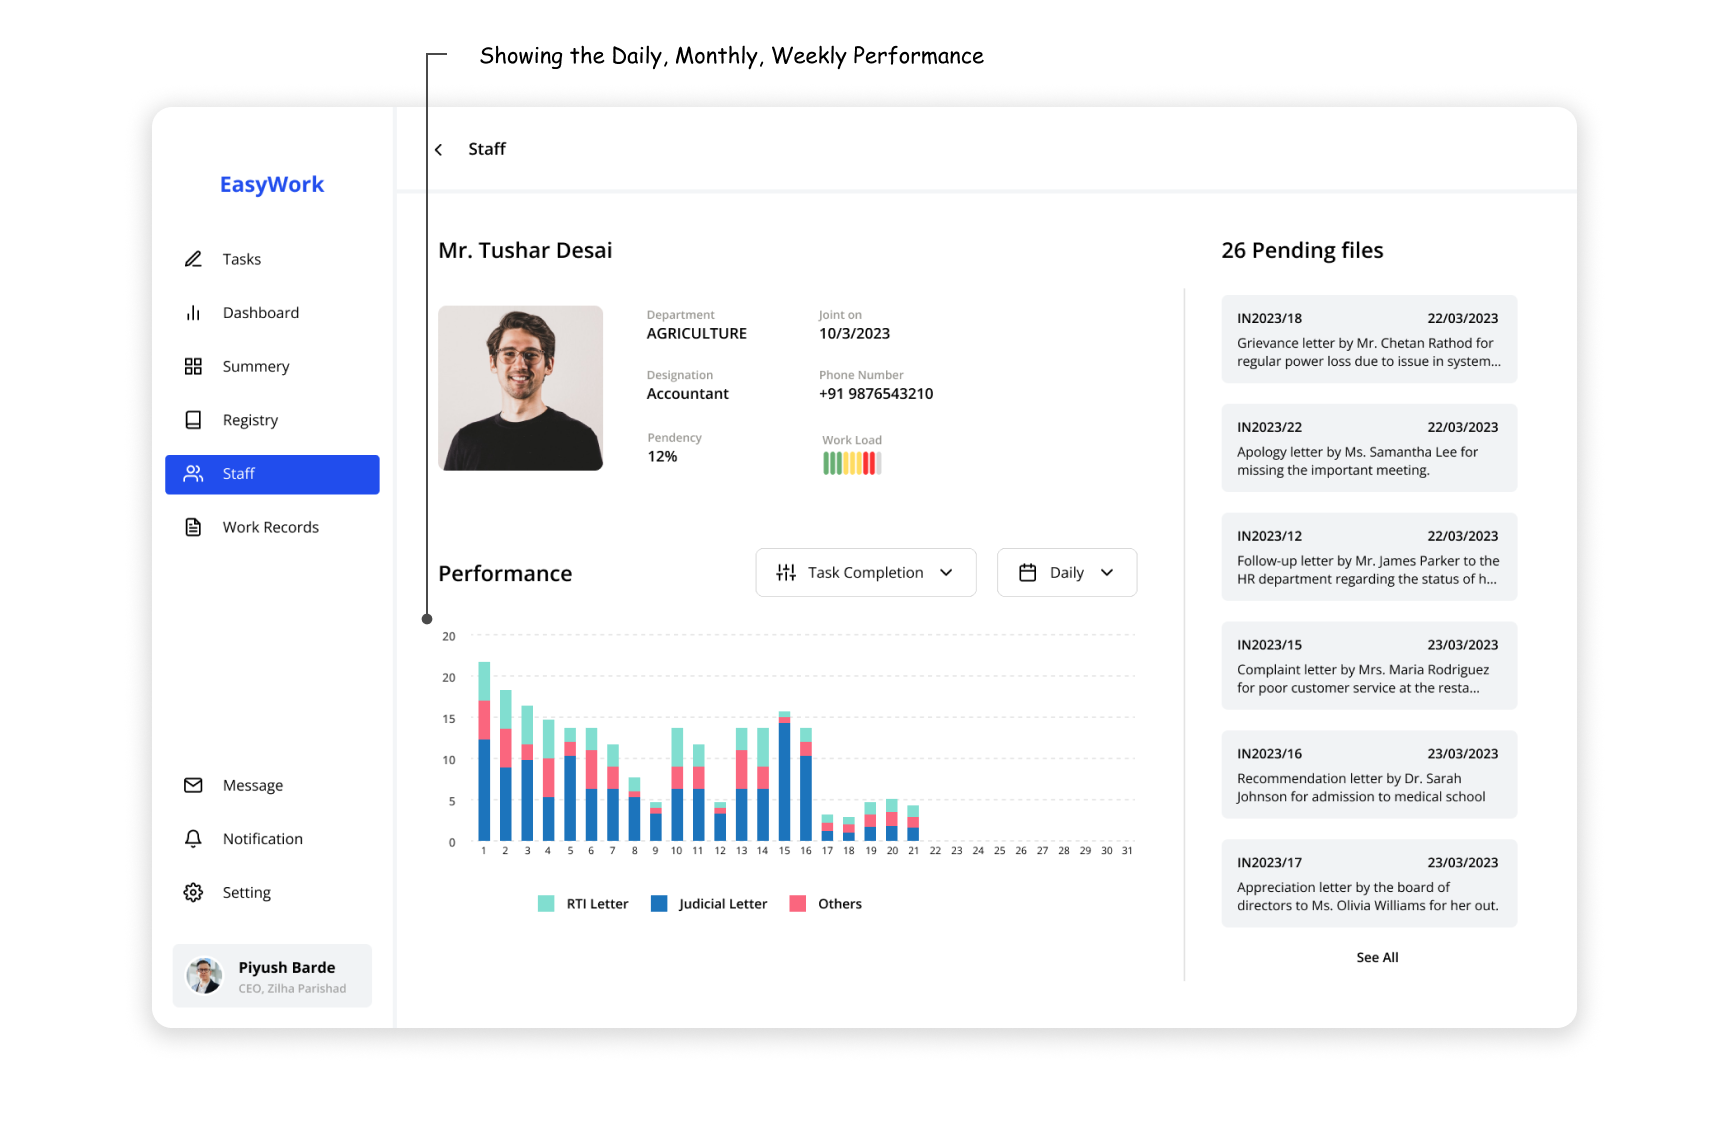 Showing the Daily, Monthly, Weekly Performance
EasyWork
Tasks
Dashboard
Summery
Registry
Staff
Work Records
Message
Notification
Setting
Piyush Barde
CEO, Zilha Parishad
Staff
Mr. Tushar Desai
Department
AGRICULTURE
Joint on
10/3/2023
Designation
Accountant
Phone Number
+91 9876543210
Pendency
12%
Work Load
Performance
Task Completion
Daily
20
20
15
10
5
0
1 2 3 4 5 6 7 8 9 10 11 12 13 14 15 16 17 18 19 20 21 22 23 24 25 26 27 28 29 30 31
RTI Letter Judicial Letter Others
26 Pending files
IN2023/18 22/03/2023
Grievance letter by Mr. Chetan Rathod for
regular power loss due to issue in system...
IN2023/22 22/03/2023
Apology letter by Ms. Samantha Lee for
missing the important meeting.
IN2023/12 22/03/2023
Follow-up letter by Mr. James Parker to the
HR department regarding the status of h...
IN2023/15 23/03/2023
Complaint letter by Mrs. Maria Rodriguez
for poor customer service at the resta...
IN2023/16 23/03/2023
Recommendation letter by Dr. Sarah
Johnson for admission to medical school
IN2023/17 23/03/2023
Appreciation letter by the board of
directors to Ms. Olivia Williams for her out.
See All